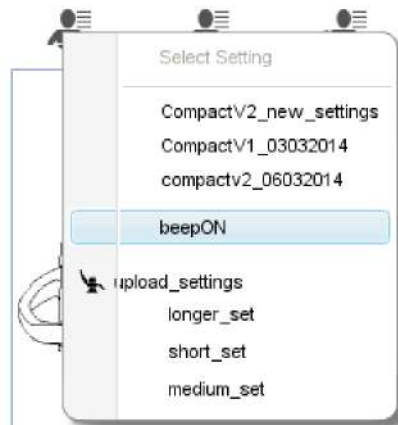 Select Setting
CompactV2_new_settings
CompactV1_03032014
compactv2_06032014
beepON
upload_settings
longer_set
short_set
medium_set